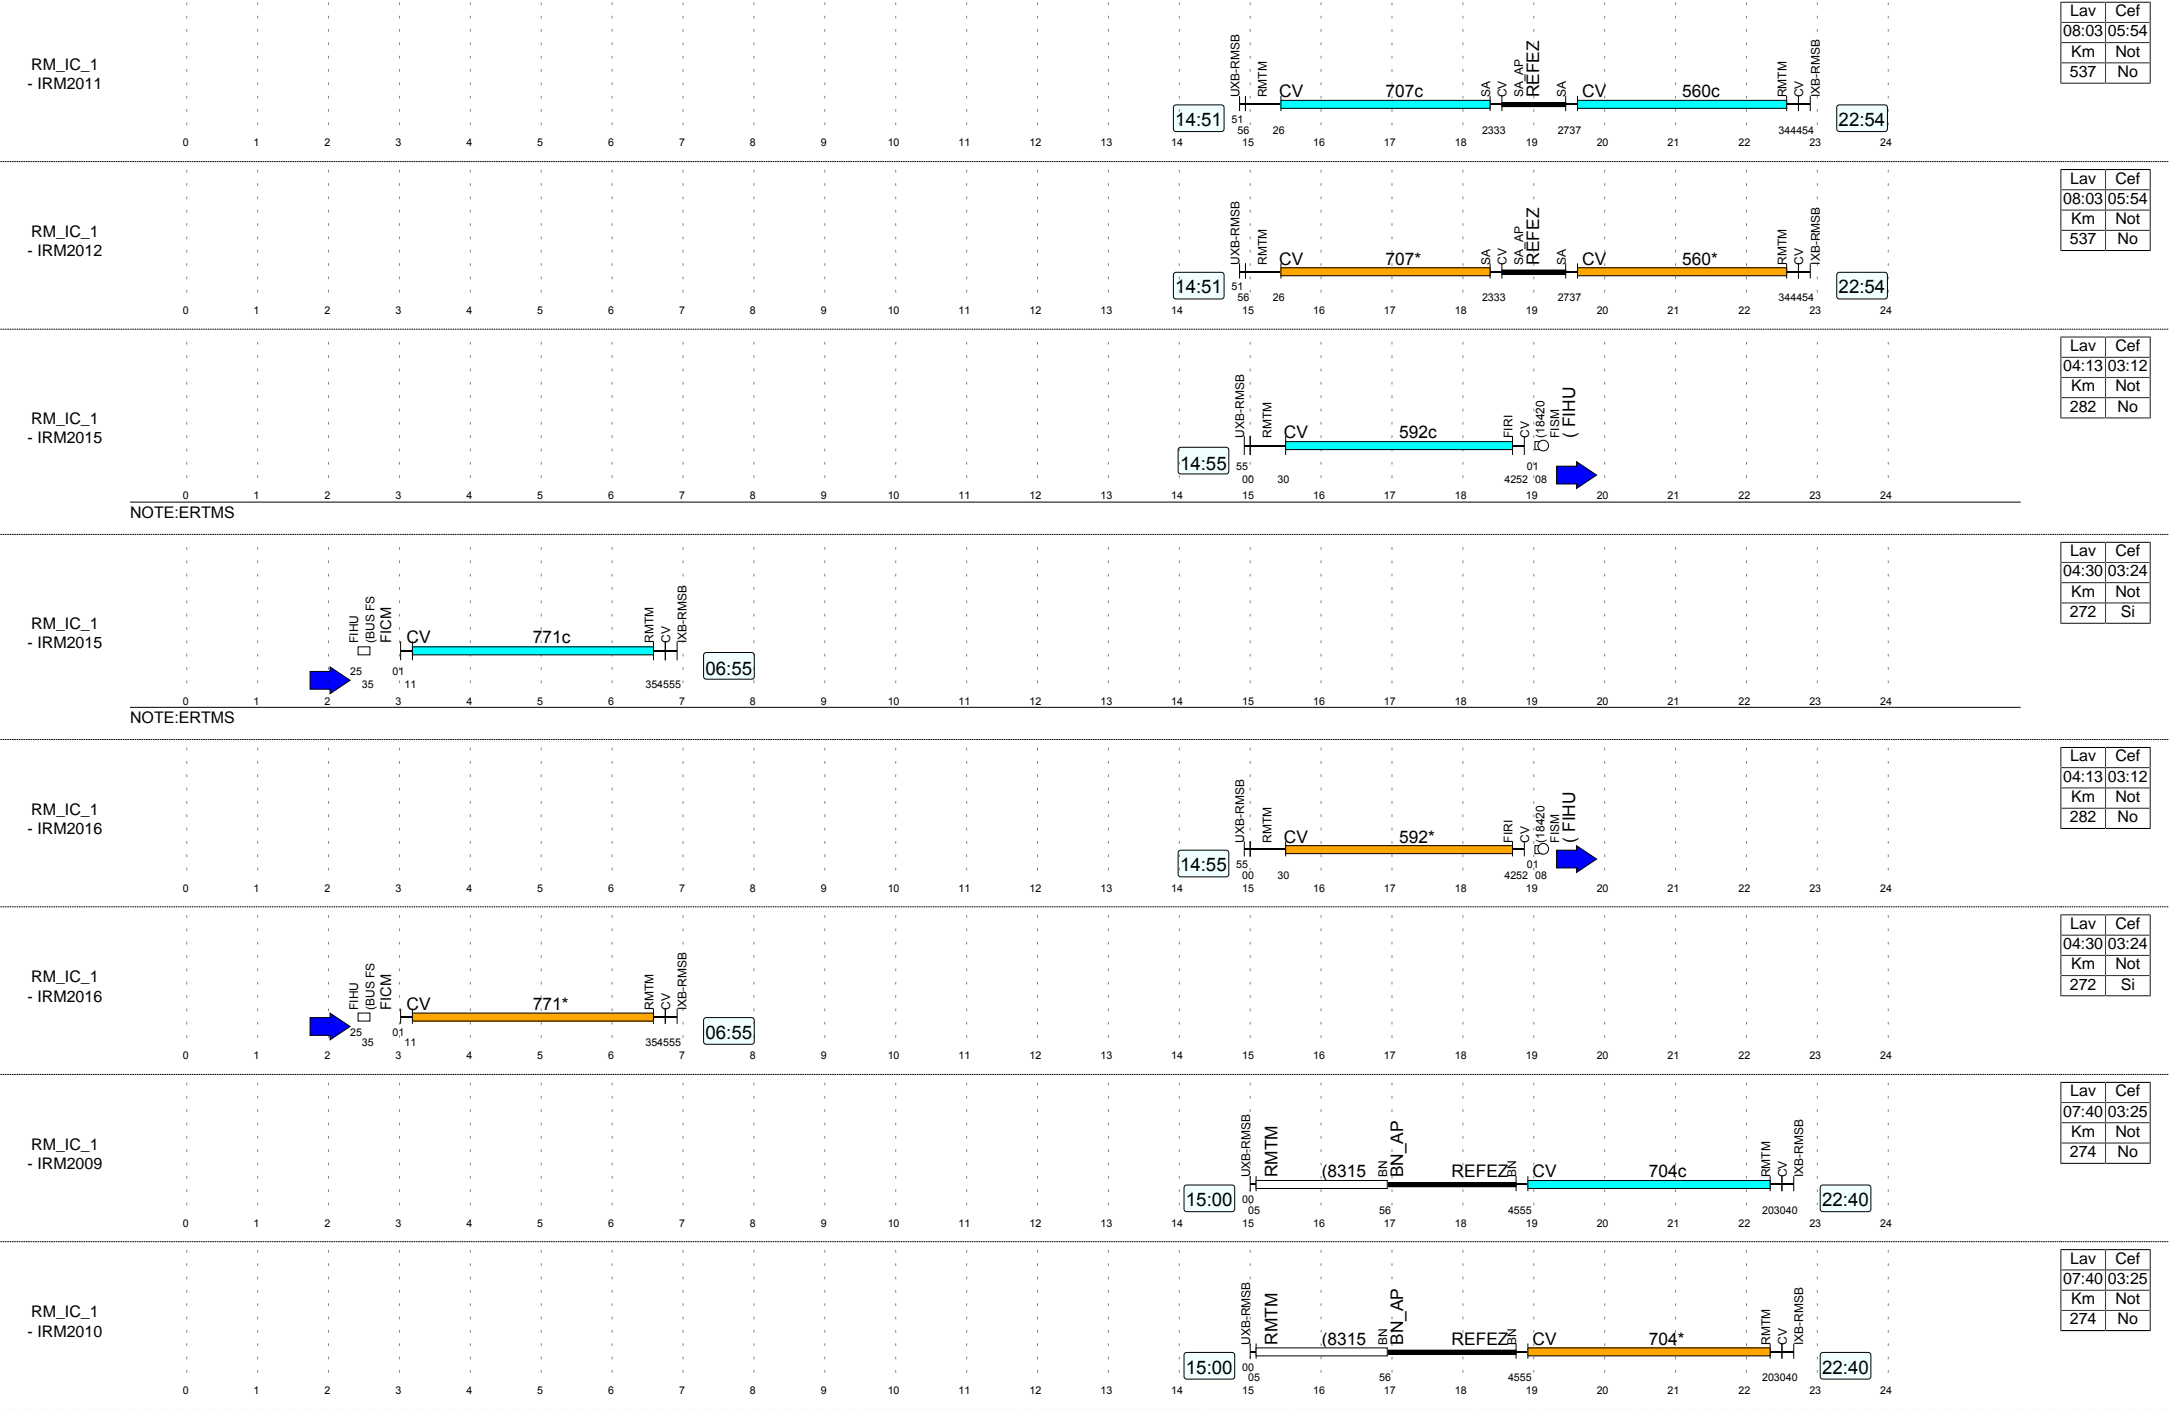 Lav Cef
08:03 05:54
Km Not
537 No
RM_IC_1
- IRM2011
UXB-RMSB RMTM CV 707c SA CV SA_AP REFEZ SA CV 560c RMTM CV IXB-RMSB
14:51 51 56 26 2333 2737 344454 22:54
0 1 2 3 4 5 6 7 8 9 10 11 12 13 14 15 16 17 18 19 20 21 22 23 24
Lav Cef
08:03 05:54
Km Not
537 No
RM_IC_1
- IRM2012
UXB-RMSB RMTM CV 707* SA CV SA_AP REFEZ SA CV 560* RMTM CV IXB-RMSB
14:51 51 56 26 2333 2737 344454 22:54
0 1 2 3 4 5 6 7 8 9 10 11 12 13 14 15 16 17 18 19 20 21 22 23 24
Lav Cef
04:13 03:12
Km Not
282 No
RM_IC_1
- IRM2015
UXB-RMSB RMTM CV 592c FIRI CV (18420 FISM ( FIHU
14:55 55 00 30 4252 01 08
0 1 2 3 4 5 6 7 8 9 10 11 12 13 14 15 16 17 18 19 20 21 22 23 24
NOTE:ERTMS
Lav Cef
04:30 03:24
Km Not
272 Si
RM_IC_1
- IRM2015
FIHU (BUS FS FICM CV 771c RMTM CV IXB-RMSB
25 35 01 11 354555 06:55
0 1 2 3 4 5 6 7 8 9 10 11 12 13 14 15 16 17 18 19 20 21 22 23 24
NOTE:ERTMS
Lav Cef
04:13 03:12
Km Not
282 No
RM_IC_1
- IRM2016
UXB-RMSB RMTM CV 592* FIRI CV (18420 FISM ( FIHU
14:55 55 00 30 4252 01 08
0 1 2 3 4 5 6 7 8 9 10 11 12 13 14 15 16 17 18 19 20 21 22 23 24
Lav Cef
04:30 03:24
Km Not
272 Si
RM_IC_1
- IRM2016
FIHU (BUS FS FICM CV 771* RMTM CV IXB-RMSB
25 35 01 11 354555 06:55
0 1 2 3 4 5 6 7 8 9 10 11 12 13 14 15 16 17 18 19 20 21 22 23 24
Lav Cef
07:40 03:25
Km Not
274 No
RM_IC_1
- IRM2009
UXB-RMSB RMTM (8315 BN BN_AP REFEZ BN CV 704c RMTM CV IXB-RMSB
15:00 00 05 56 4555 203040 22:40
0 1 2 3 4 5 6 7 8 9 10 11 12 13 14 15 16 17 18 19 20 21 22 23 24
Lav Cef
07:40 03:25
Km Not
274 No
RM_IC_1
- IRM2010
UXB-RMSB RMTM (8315 BN BN_AP REFEZ BN CV 704* RMTM CV IXB-RMSB
15:00 00 05 56 4555 203040 22:40
0 1 2 3 4 5 6 7 8 9 10 11 12 13 14 15 16 17 18 19 20 21 22 23 24